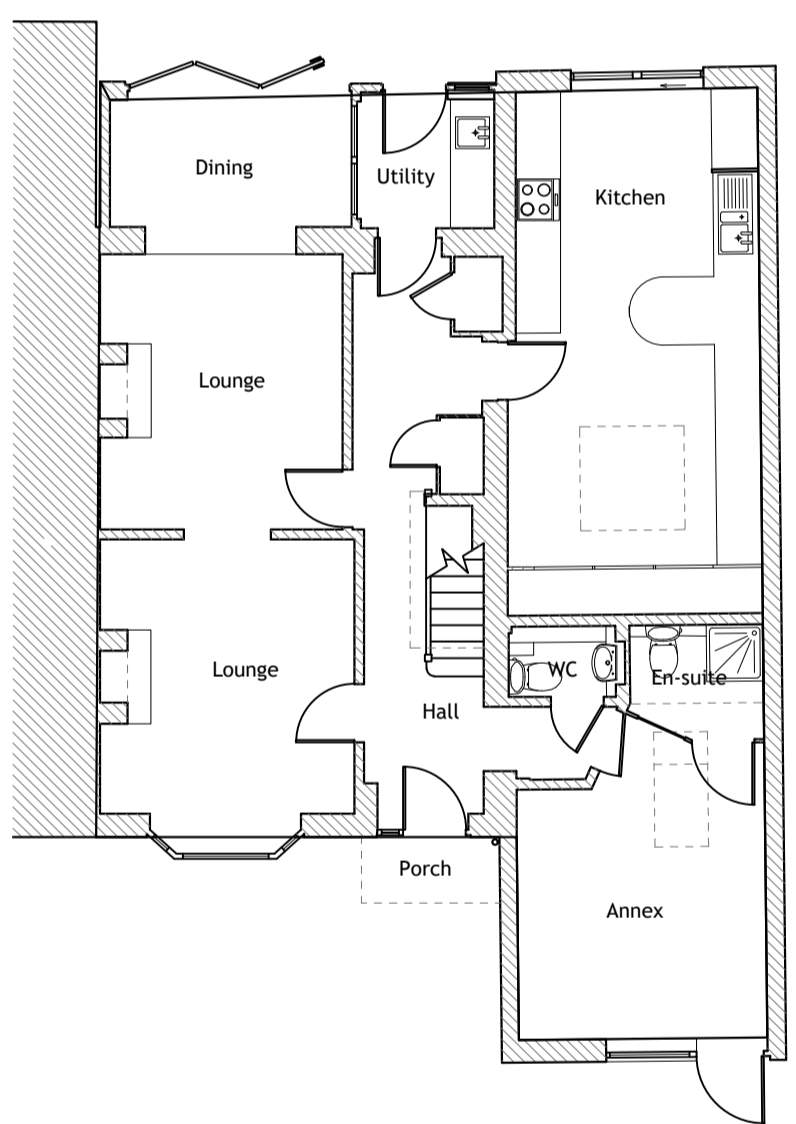 Dining
Utility
Kitchen
Lounge
Lounge
WC
En-suite
Hall
Porch
Annex